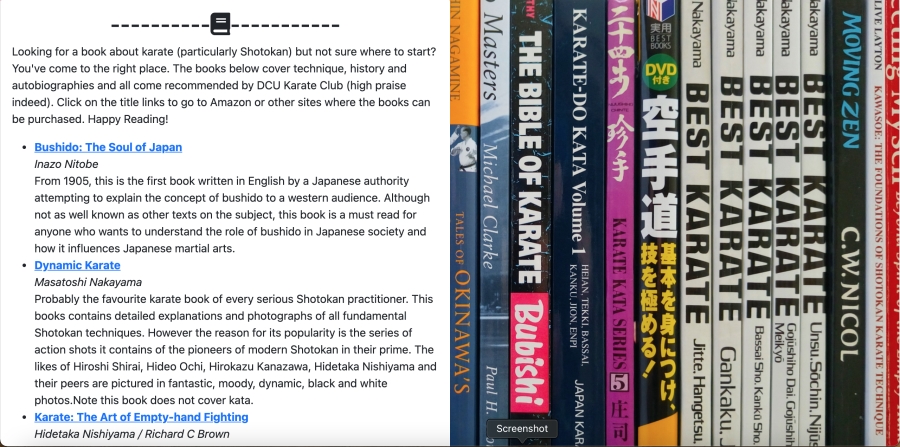 Looking for a book about karate (particularly Shotokan) but not sure where to start?
You've come to the right place. The books below cover technique, history and
autobiographies and all come recommended by DCU Karate Club (high praise
indeed). Click on the title links to go to Amazon or other sites where the books can
be purchased. Happy Reading!
Bushido: The Soul of Japan
Inazo Nitobe
From 1905, this is the first book written in English by a Japanese authority
attempting to explain the concept of bushido to a western audience. Although
not as well known as other texts on the subject, this book is a must read for
anyone who wants to understand the role of bushido in Japanese society and
how it influences Japanese martial arts.
Dynamic Karate
Masatoshi Nakayama
Probably the favourite karate book of every serious Shotokan practitioner. This
books contains detailed explanations and photographs of all fundamental
Shotokan techniques. However the reason for its popularity is the series of
action shots it contains of the pioneers of modern Shotokan in their prime. The
likes of Hiroshi Shirai, Hideo Ochi, Hirokazu Kanazawa, Hidetaka Nishiyama and
their peers are pictured in fantastic, moody, dynamic, black and white
photos.Note this book does not cover kata.
Karate: The Art of Empty-hand Fighting
Hidetaka Nishiyama / Richard C Brown
NAGAMINE
TALES OF OKINAWA'S
Masters
Michael Clarke
Paul H.
THE BIBLE OF KARATE
Bubishi
KARATE-DO KATA Volume 1
HEIAN, TEKKI, BASSAI,
KANKU, JION, ENPI
JAPAN KAR
二十四步
珍手
KARATE KATA SERIES 5
庄司
実用
BEST
BOOKS
DVD
付き
空手道
基本を身につけ、
技を極める!
Nakayama
BEST KARATE
Jitte, Hangetsu,
Nakayama
BEST KARATE
Gankaku, J
Nakayama
BEST KARATE
Bassai Sho, Kankū Sho,
Nakayama
BEST KARATE
Gojūshiho Dai, Gojūshi
Meikyō
Nakayama
BEST KARATE
Unsu, Sochin, Nijū
MOVING ZEN
C.W. NICOL
CLIVE LAYTON
KAWASOE: THE FOUNDATIONS OF SHOTOKAN KARATE TECHNIQUE
Myself
Screenshot